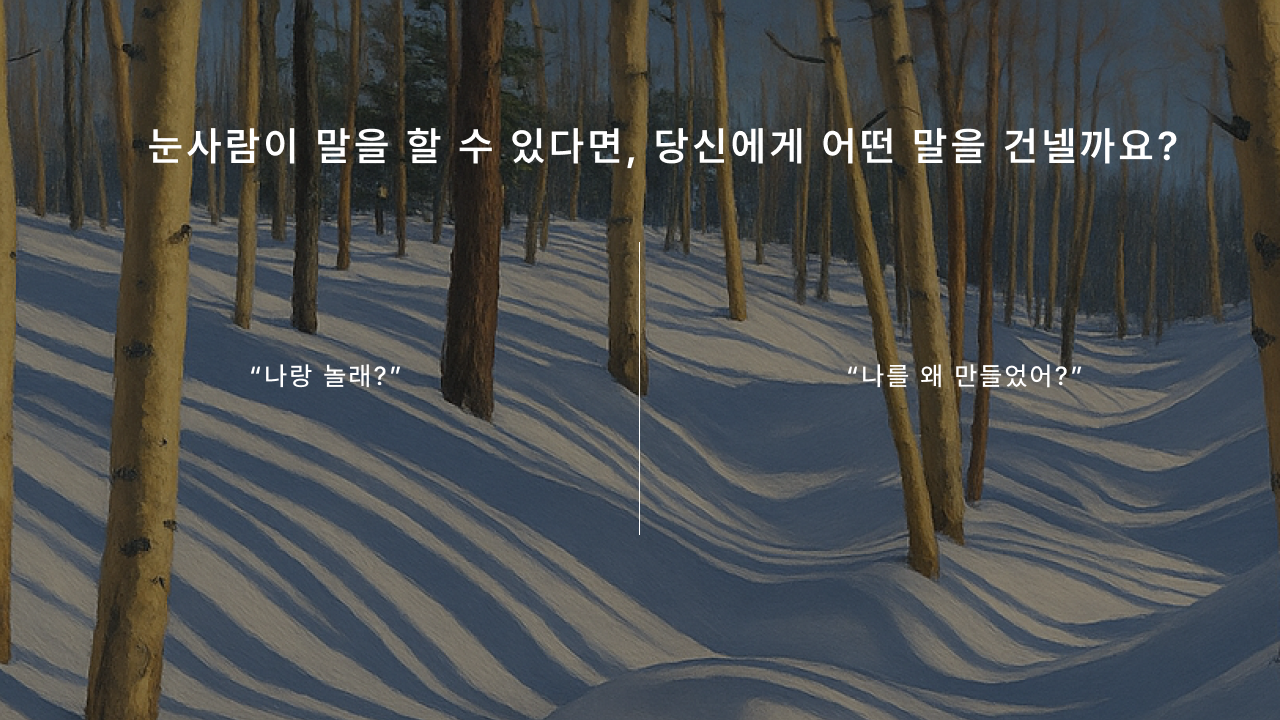 눈사람이 말을 할 수 있다면, 당신에게 어떤 말을 건넬까요?
“나랑 놀래?”
“나를 왜 만들었어?”